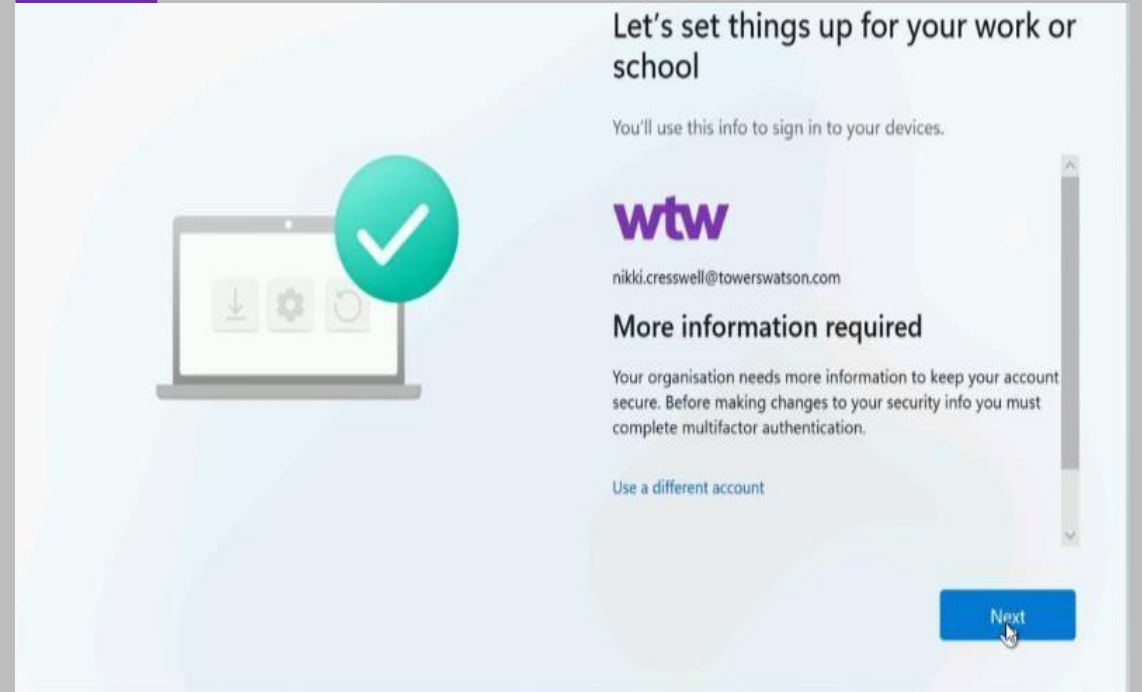 Let's set things up for your work or
school
You'll use this info to sign in to your devices.
wtw
nikki.cresswell@towerswatson.com
More information required
Your organisation needs more information to keep your account
secure. Before making changes to your security info you must
complete multifactor authentication.
Use a different account
Next